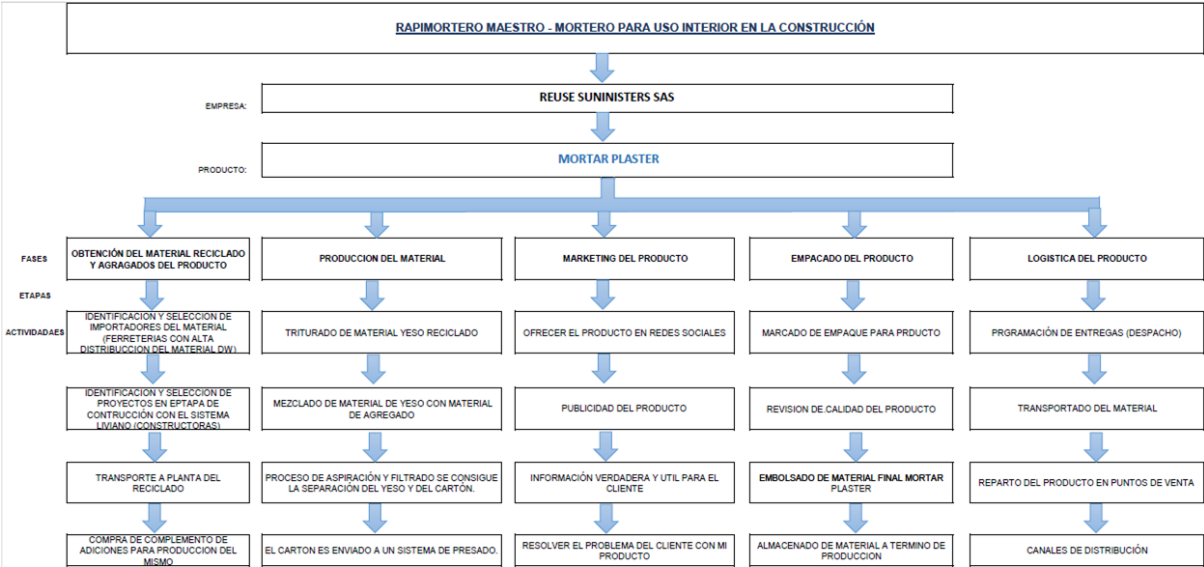 RAPIMORTERO MAESTRO - MORTERO PARA USO INTERIOR EN LA CONSTRUCCIÓN
EMPRESA:
REUSE SUNINISTERS SAS
PRODUCTO:
MORTAR PLASTER
FASES
OBTENCIÓN DEL MATERIAL RECICLADO
Y AGRAGADOS DEL PRODUCTO
PRODUCCION DEL MATERIAL
MARKETING DEL PRODUCTO
EMPACADO DEL PRODUCTO
LOGISTICA DEL PRODUCTO
ETAPAS
ACTIVIDADAES
IDENTIFICACION Y SELECCION DE
IMPORTADORES DEL MATERIAL
(FERRETERIAS CON ALTA
DISTRIBUCCION DEL MATERIAL DW)
TRITURADO DE MATERIAL YESO RECICLADO
OFRECER EL PRODUCTO EN REDES SOCIALES
MARCADO DE EMPAQUE PARA PRDUCTO
PRGRAMACIÓN DE ENTREGAS (DESPACHO)
IDENTIFICACION Y SELECCION DE
PROYECTOS EN EPTAPA DE
CONTRUCCIÓN CON EL SISTEMA
LIVIANO (CONSTRUCTORAS)
MEZCLADO DE MATERIAL DE YESO CON MATERIAL
DE AGREGADO
PUBLICIDAD DEL PRODUCTO
REVISION DE.CALIDAD DEL PRODUCTO
TRANSPORTADO DEL MATERIAL
TRANSPORTE A PLANTA DEL
RECICLADO
PROCESO DE ASPIRACIÓN Y FILTRADO SE CONSIGUE
LA SEPARACIÓN DEL YESO Y DEL CARTÓN.
INFORMACIÓN VERDADERA Y UTIL PARA EL
CLIENTE
EMBOLSADO DE MATERIAL FINAL MORTAR
PLASTER
REPARTO DEL PRODUCTO EN PUNTOS DE VENTA
COMPRA DE COMPLEMENTO DE
ADICIONES PARA PRODUCCION DEL
MISMO
EL CARTON ES ENVIADO A UN SISTEMA DE PRESADO.
RESOLVER EL PROBLEMA DEL CLIENTE CON MI
PRODUCTO
ALMACENADO DE MATERIAL A TERMINO DE
PRODUCCION
CANALES DE DISTRIBUCIÓN